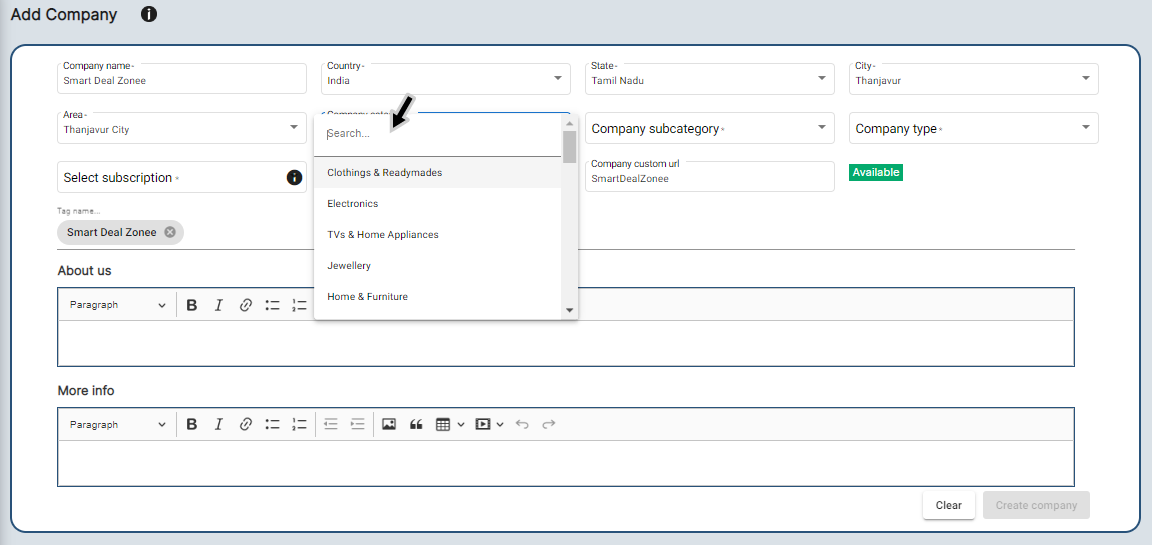 Add Company
Company name*
Smart Deal Zonee
Country*
India
State*
Tamil Nadu
City*
Thanjavur
Area*
Thanjavur City
Company
Search...
Clothings & Readymades
Electronics
TVs & Home Appliances
Jewellery
Home & Furniture
Company subcategory*
Company type*
Select subscription*
Company custom url
SmartDealZonee
Available
Tag name...
Smart Deal Zonee
About us
Paragraph
More info
Paragraph
Clear
Create company